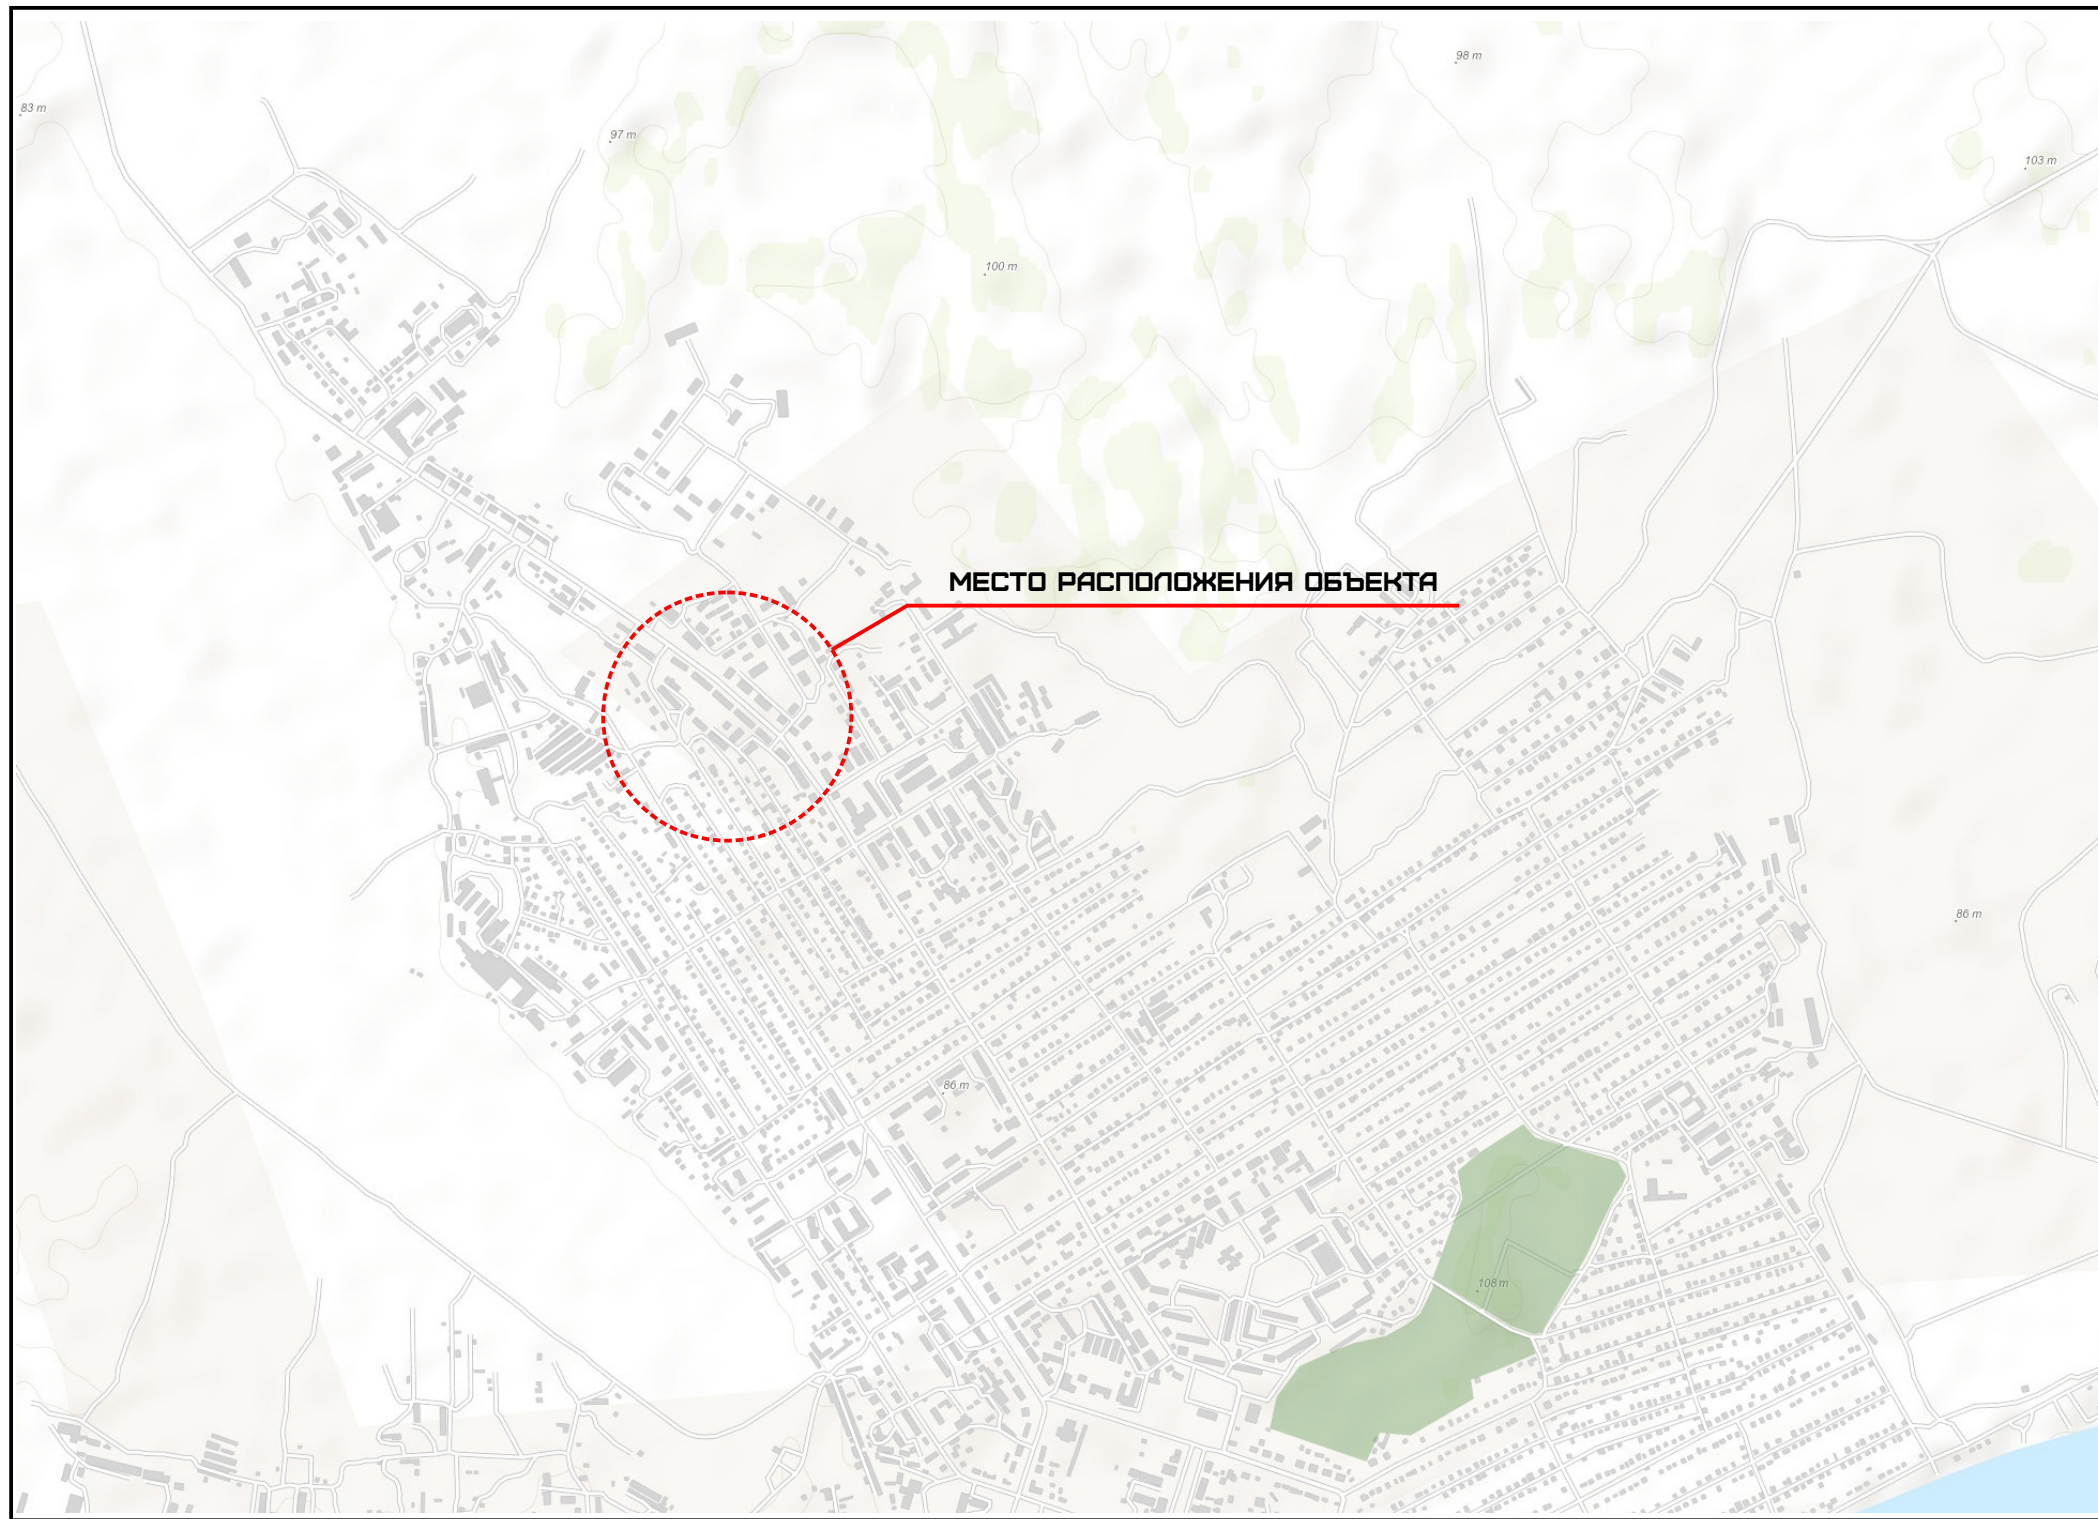 98 m
83 m
97 m
103 m
100 m
МЕСТО РАСПОЛОЖЕНИЯ ОБЪЕКТА
86 m
86 m
108 m